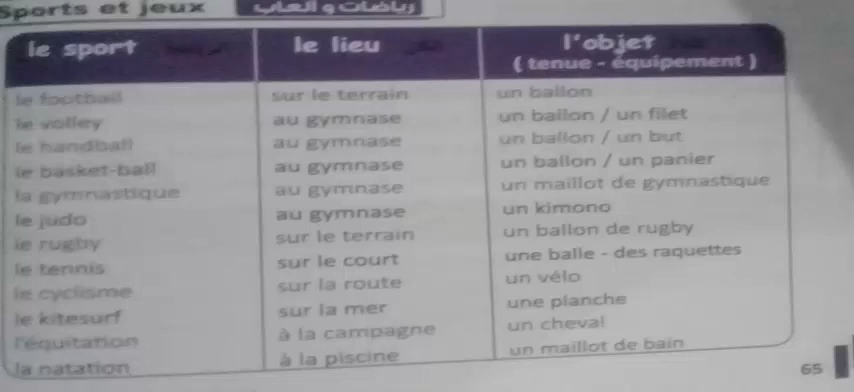 Sports et jeux رياضات و ألعاب
le sport le lieu l'objet
( tenue - équipement )
le football sur le terrain un ballon
le volley au gymnase un ballon / un filet
le handball au gymnase un ballon / un but
le basket-ball au gymnase un ballon / un panier
la gymnastique au gymnase un maillot de gymnastique
le judo au gymnase un kimono
le rugby sur le terrain un ballon de rugby
le tennis sur le court une balle - des raquettes
le cyclisme sur la route un vélo
le kitesurf sur la mer une planche
l'équitation à la campagne un cheval
la natation à la piscine un maillot de bain
65